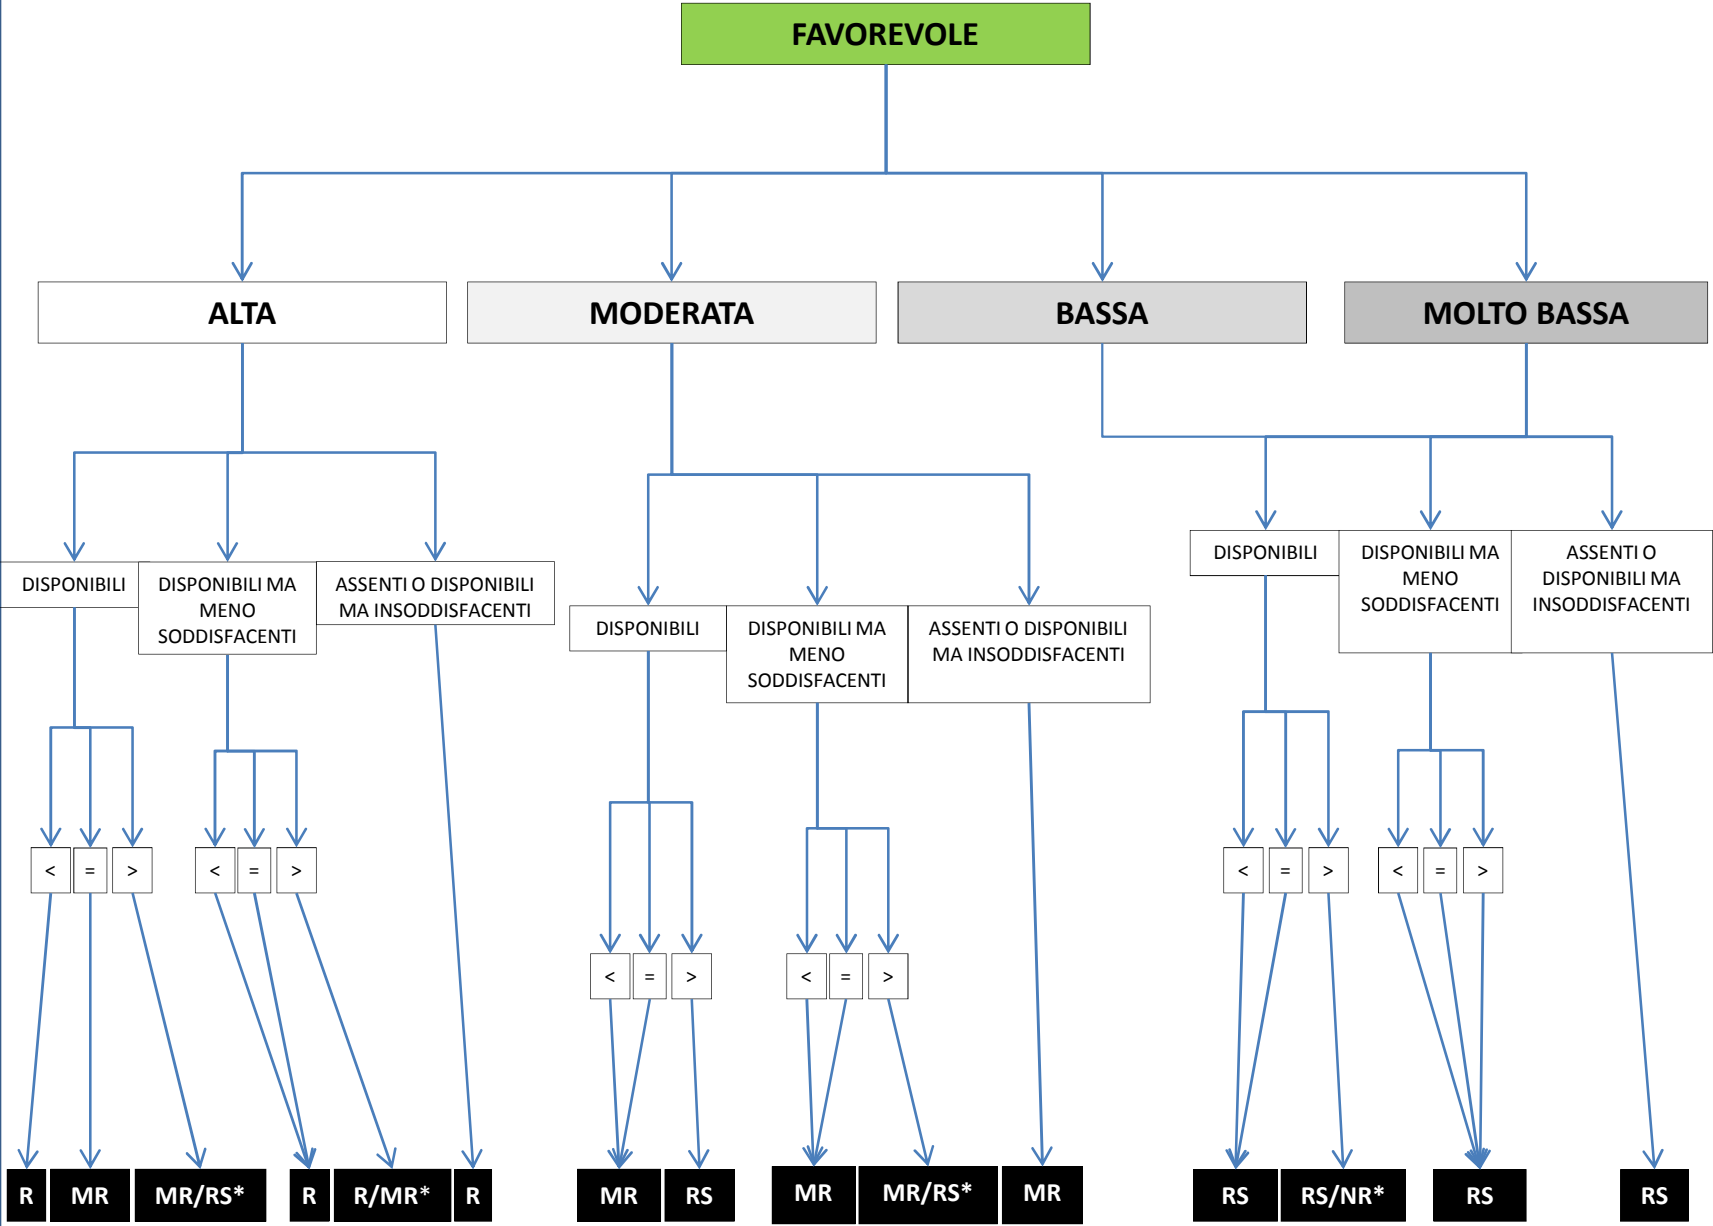 FAVOREVOLE
ALTA
MODERATA
BASSA
MOLTO BASSA
DISPONIBILI
DISPONIBILI MA
MENO
SODDISFACENTI
ASSENTI O DISPONIBILI
MA INSODDISFACENTI
DISPONIBILI
DISPONIBILI MA
MENO
SODDISFACENTI
ASSENTI O DISPONIBILI
MA INSODDISFACENTI
DISPONIBILI
DISPONIBILI MA
MENO
SODDISFACENTI
ASSENTI O
DISPONIBILI MA
INSODDISFACENTI
< = >
< = >
< = >
< = >
< = >
< = >
R
MR
MR/RS*
R
R/MR*
R
MR
RS
MR
MR/RS*
MR
RS
RS/NR*
RS
RS